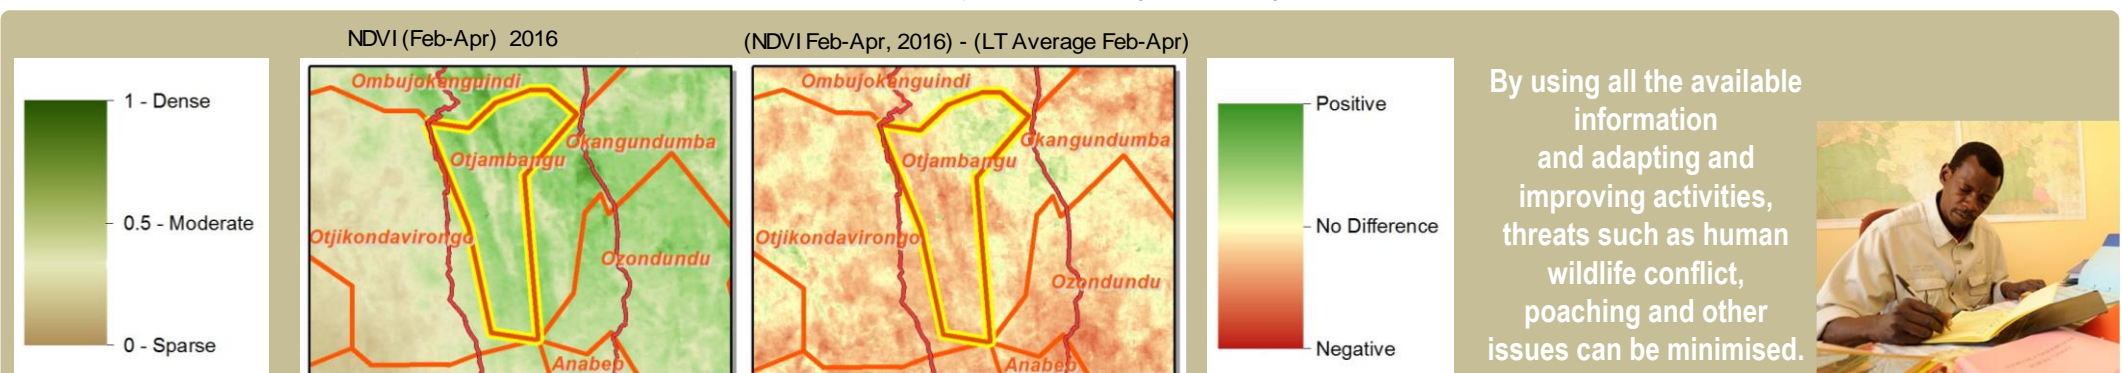 NDVI (Feb-Apr) 2016
1 - Dense
0.5 - Moderate
0 - Sparse
Ombujokanguindi
Okangundumba
Otjambangu
Otjikondavirongo
Ozondundu
Anabeb
(NDVI Feb-Apr, 2016) - (LT Average Feb-Apr)
Ombujokanguindi
Okangundumba
Otjambangu
Otjikondavirongo
Ozondundu
Anabeb
Positive
No Difference
Negative
By using all the available
information
and adapting and
improving activities,
threats such as human
wildlife conflict,
poaching and other
issues can be minimised.